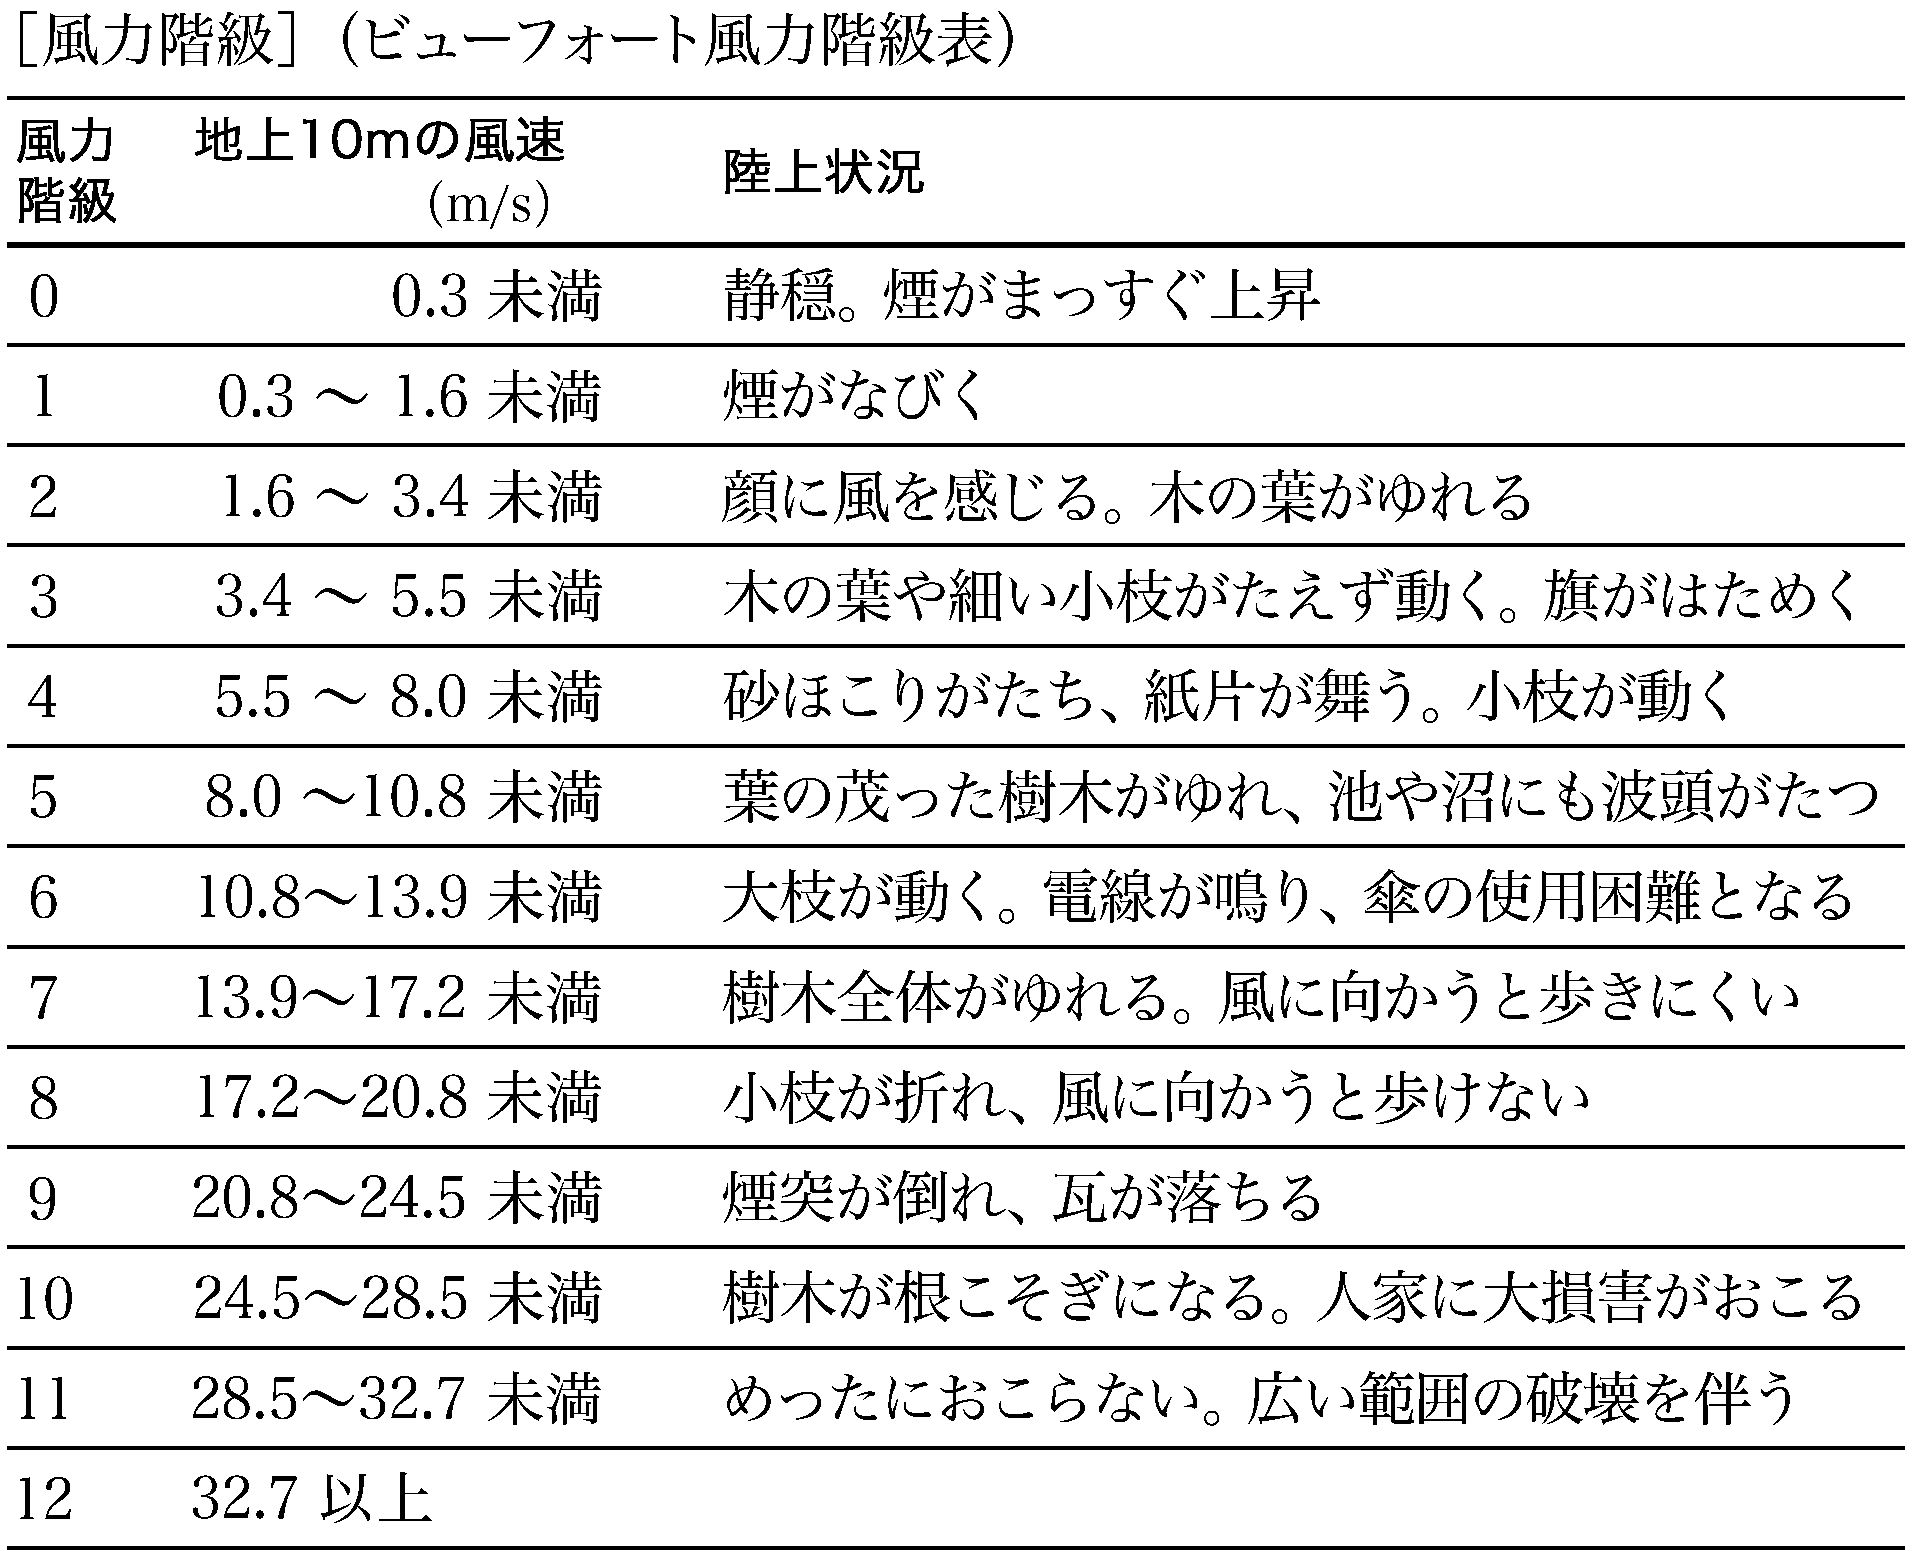 ［風力階級］（ビューフォート風力階級表）
風力階級 地上10mの風速（m/s） 陸上状況
0 0.3 未満 静穏。煙がまっすぐ上昇
1 0.3 〜 1.6 未満 煙がなびく
2 1.6 〜 3.4 未満 顔に風を感じる。木の葉がゆれる
3 3.4 〜 5.5 未満 木の葉や細い小枝がたえず動く。旗がはためく
4 5.5 〜 8.0 未満 砂ほこりがたち、紙片が舞う。小枝が動く
5 8.0 〜10.8 未満 葉の茂った樹木がゆれ、池や沼にも波頭がたつ
6 10.8〜13.9 未満 大枝が動く。電線が鳴り、傘の使用困難となる
7 13.9〜17.2 未満 樹木全体がゆれる。風に向かうと歩きにくい
8 17.2〜20.8 未満 小枝が折れ、風に向かうと歩けない
9 20.8〜24.5 未満 煙突が倒れ、瓦が落ちる
10 24.5〜28.5 未満 樹木が根こそぎになる。人家に大損害がおこる
11 28.5〜32.7 未満 めったにおこらない。広い範囲の破壊を伴う
12 32.7 以上